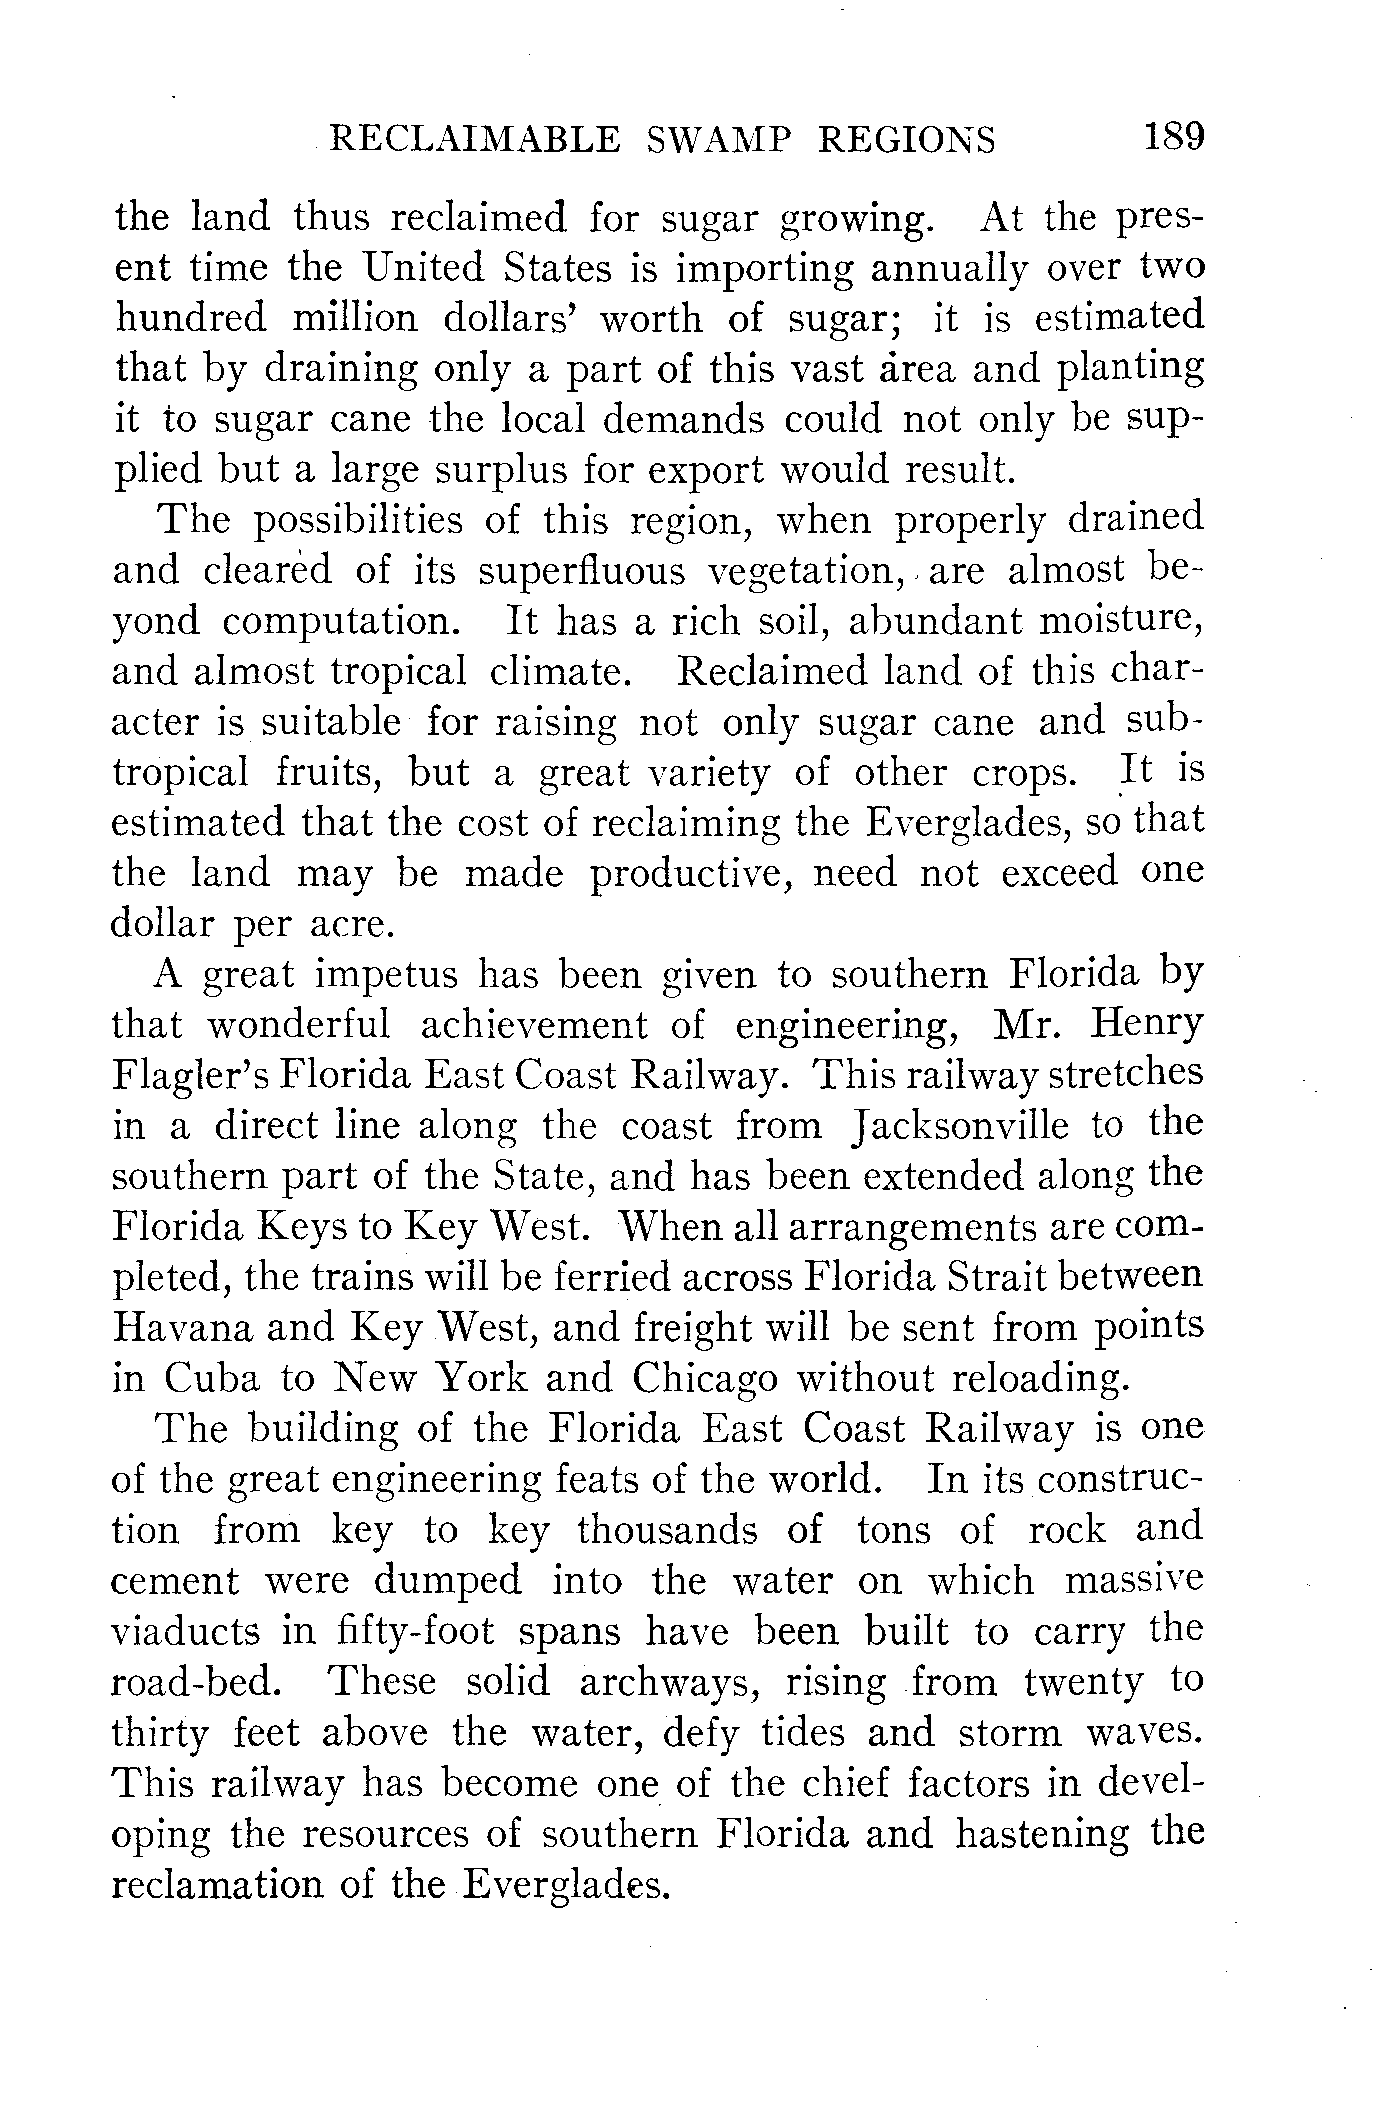 RECLAIMABLE SWAMP REGIONS 189
the land thus reclaimed for sugar growing. At the pres-
ent time the United States is importing annually over two
hundred million dollars' worth of sugar; it is estimated
that by draining only a part of this vast area and planting
it to sugar cane the local demands could not only be sup-
plied but a large surplus for export would result.
The possibilities of this region, when properly drained
and cleared of its superfluous vegetation, are almost be-
yond computation. It has a rich soil, abundant moisture,
and almost tropical climate. Reclaimed land of this char-
acter is suitable for raising not only sugar cane and sub-
tropical fruits, but a great variety of other crops. It is
estimated that the cost of reclaiming the Everglades, so that
the land may be made productive, need not exceed one
dollar per acre.
A great impetus has been given to southern Florida by
that wonderful achievement of engineering, Mr. Henry
Flagler's Florida East Coast Railway. This railway stretches
in a direct line along the coast from Jacksonville to the
southern part of the State, and has been extended along the
Florida Keys to Key West. When all arrangements are com-
pleted, the trains will be ferried across Florida Strait between
Havana and Key West, and freight will be sent from points
in Cuba to New York and Chicago without reloading.
The building of the Florida East Coast Railway is one
of the great engineering feats of the world. In its construc-
tion from key to key thousands of tons of rock and
cement were dumped into the water on which massive
viaducts in fifty-foot spans have been built to carry the
road-bed. These solid archways, rising from twenty to
thirty feet above the water, defy tides and storm waves.
This railway has become one of the chief factors in devel-
oping the resources of southern Florida and hastening the
reclamation of the Everglades.